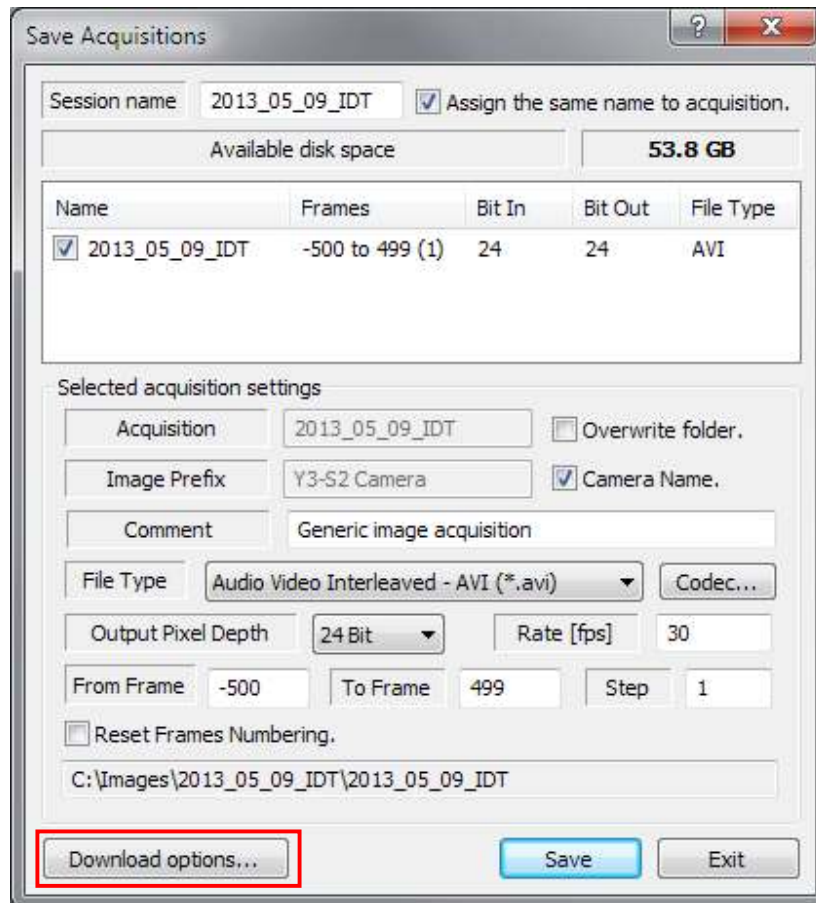 Save Acquisitions
Session name 2013_05_09_IDT Assign the same name to acquisition.
Available disk space 53.8 GB
Name Frames Bit In Bit Out File Type
2013_05_09_IDT -500 to 499 (1) 24 24 AVI
Selected acquisition settings
Acquisition 2013_05_09_IDT Overwrite folder.
Image Prefix Y3-S2 Camera Camera Name.
Comment Generic image acquisition
File Type Audio Video Interleaved - AVI (*.avi) Codec...
Output Pixel Depth 24 Bit Rate [fps] 30
From Frame -500 To Frame 499 Step 1
Reset Frames Numbering.
C:\Images\2013_05_09_IDT\2013_05_09_IDT
Download options... Save Exit